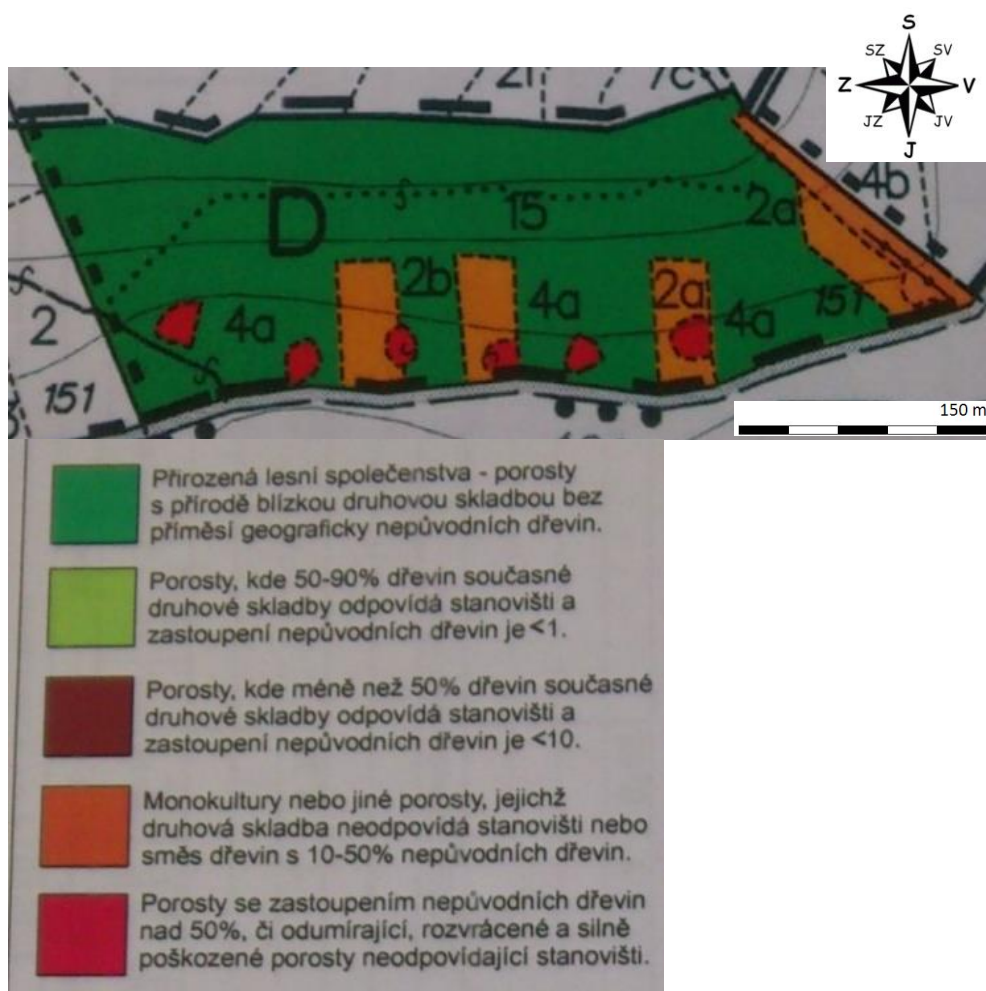 S
SZ SV
Z V
JZ JV
J
7c
4b
D 15 2a
2b 4a 2a 4a 151
2 4a
151
150 m
Přirozená lesní společenstva - porosty
s přírodě blízkou druhovou skladbou bez
příměsí geograficky nepůvodních dřevin.
Porosty, kde 50-90% dřevin současné
druhové skladby odpovídá stanovišti a
zastoupení nepůvodních dřevin je <1.
Porosty, kde méně než 50% dřevin současné
druhové skladby odpovídá stanovišti a
zastoupení nepůvodních dřevin je <10.
Monokultury nebo jiné porosty, jejichž
druhová skladba neodpovídá stanovišti nebo
směs dřevin s 10-50% nepůvodních dřevin.
Porosty se zastoupením nepůvodních dřevin
nad 50%, či odumírající, rozvrácené a silně
poškozené porosty neodpovídající stanovišti.